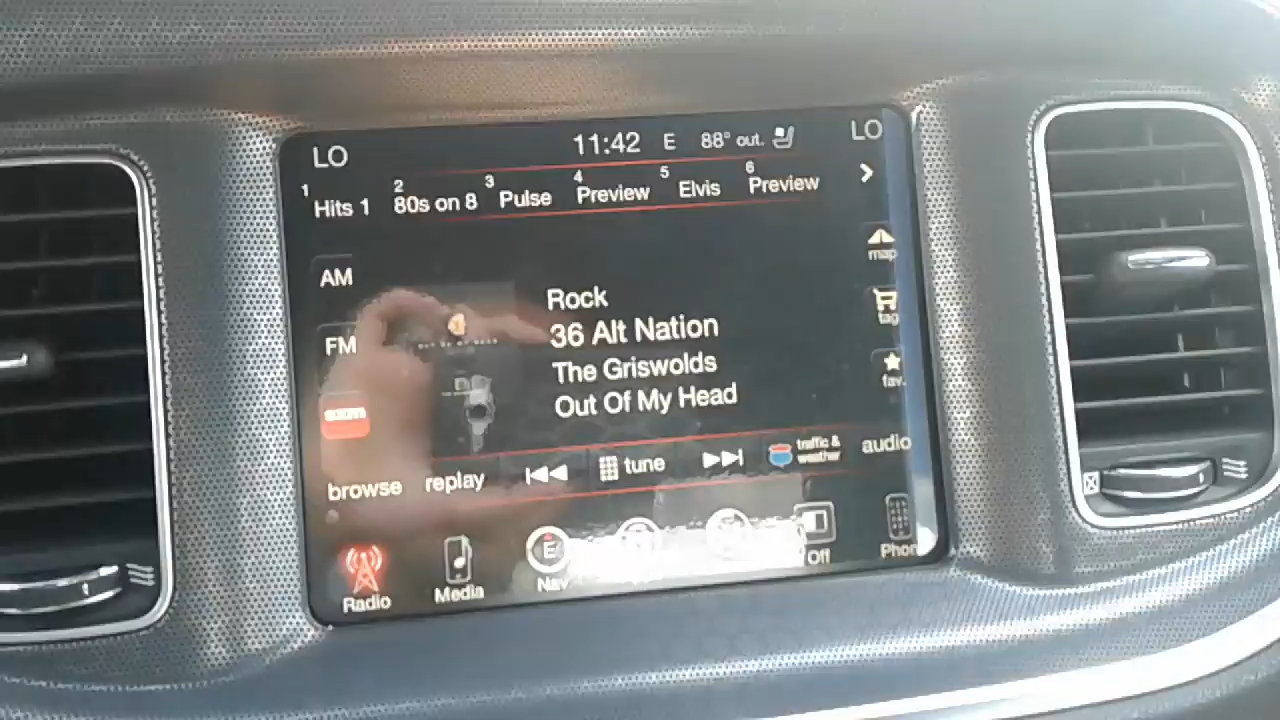 LO 11:42 E 88° out. LO
1 Hits 1 2 80s on 8 3 Pulse 4 Preview 5 Elvis 6 Preview
AM
map
Rock
36 Alt Nation
tag
FM
The Griswolds
fav.
Out Of My Head
browse replay tune traffic & weather audio
Radio Media Nav Off Phon